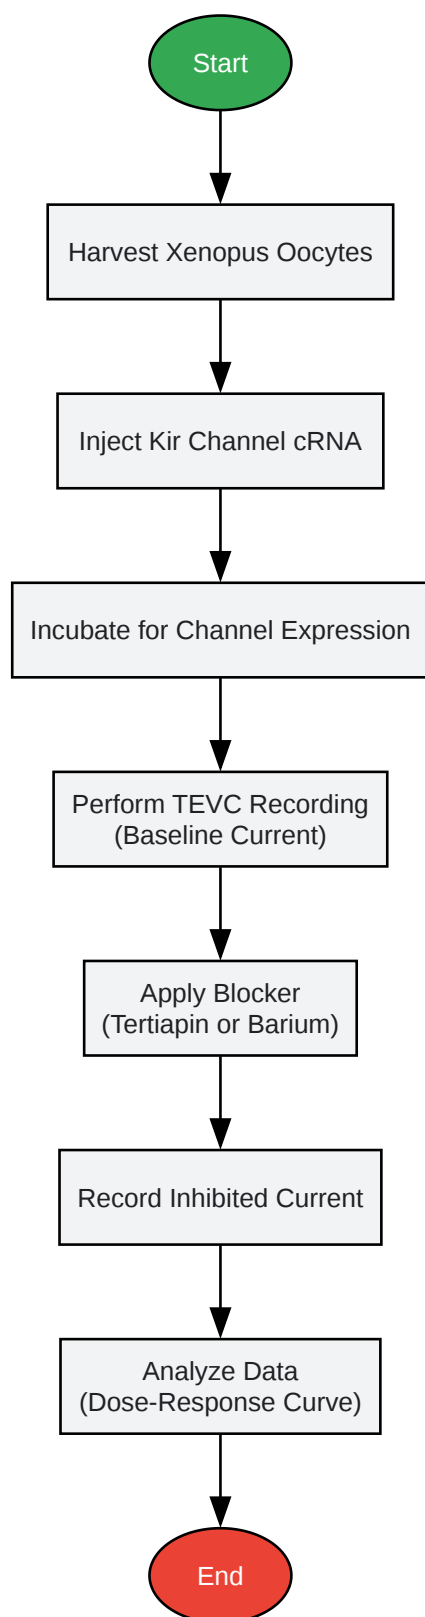 Start
Harvest Xenopus Oocytes
Inject Kir Channel cRNA
Incubate for Channel Expression
Perform TEVC Recording
(Baseline Current)
Apply Blocker
(Tertiapin or Barium)
Record Inhibited Current
Analyze Data
(Dose-Response Curve)
End